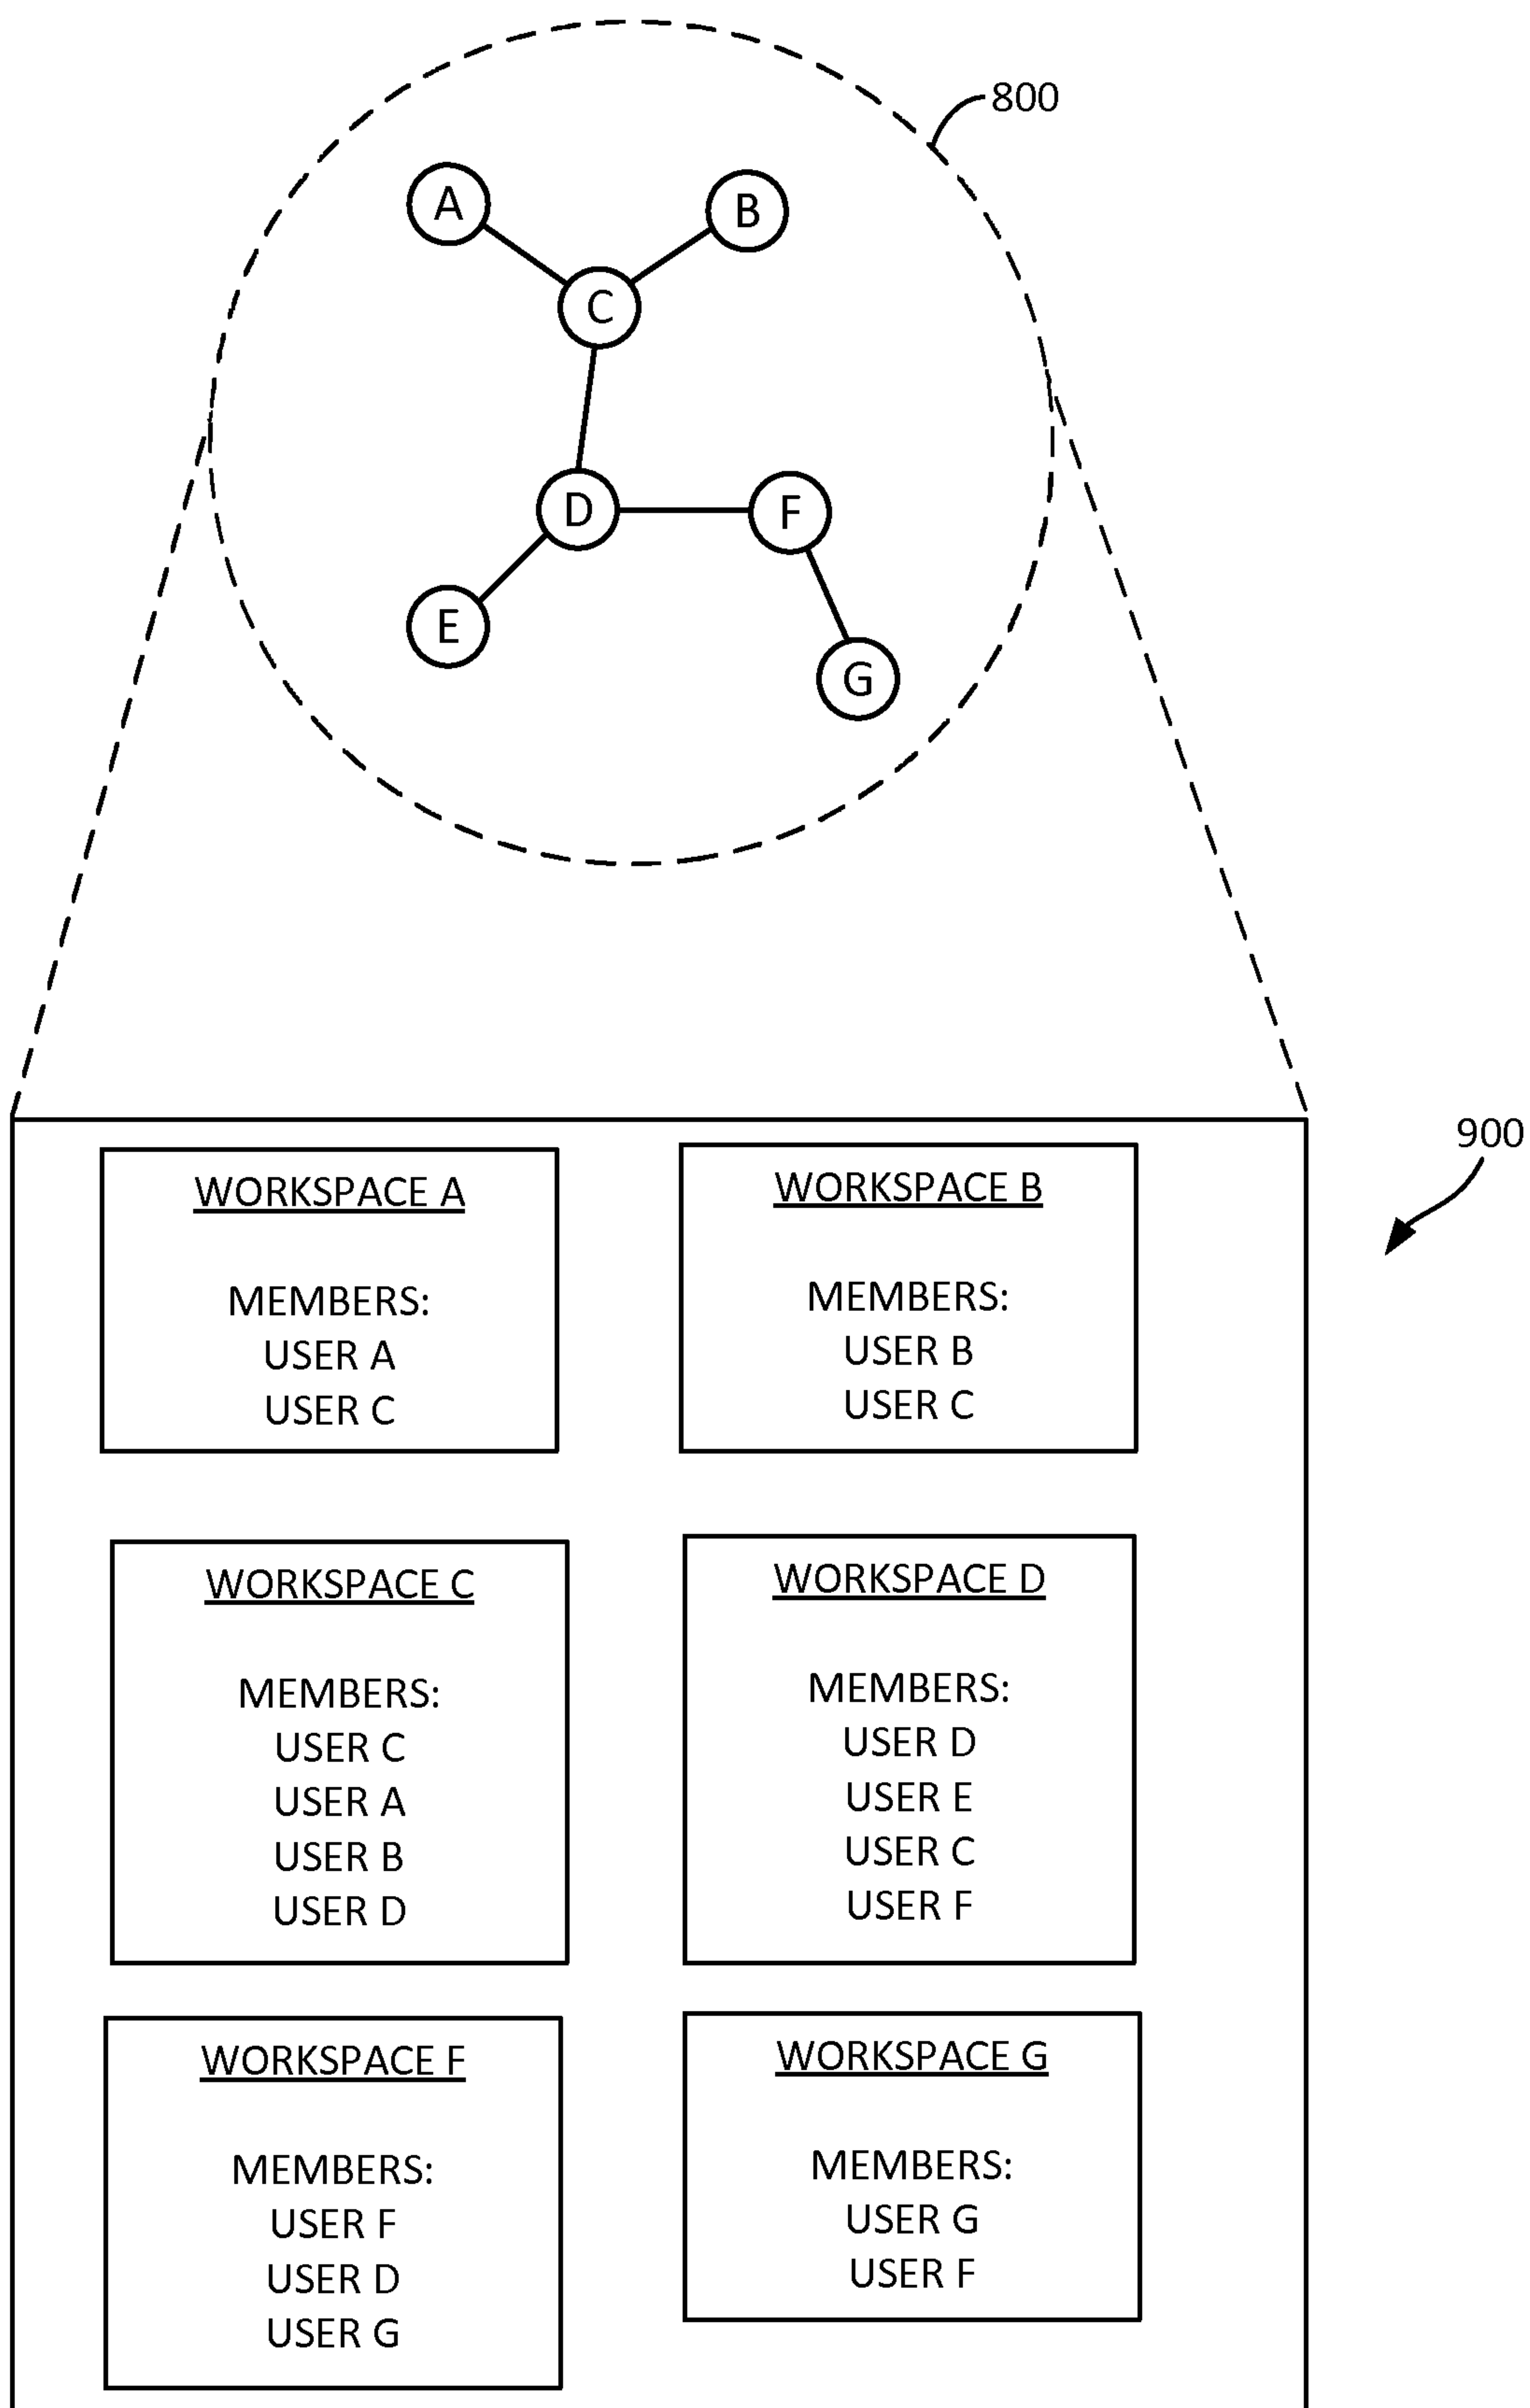 800
A
B
C
D
F
E
G
900
WORKSPACE A
MEMBERS:
USER A
USER C
WORKSPACE B
MEMBERS:
USER B
USER C
WORKSPACE C
MEMBERS:
USER C
USER A
USER B
USER D
WORKSPACE D
MEMBERS:
USER D
USER E
USER C
USER F
WORKSPACE F
MEMBERS:
USER F
USER D
USER G
WORKSPACE G
MEMBERS:
USER G
USER F